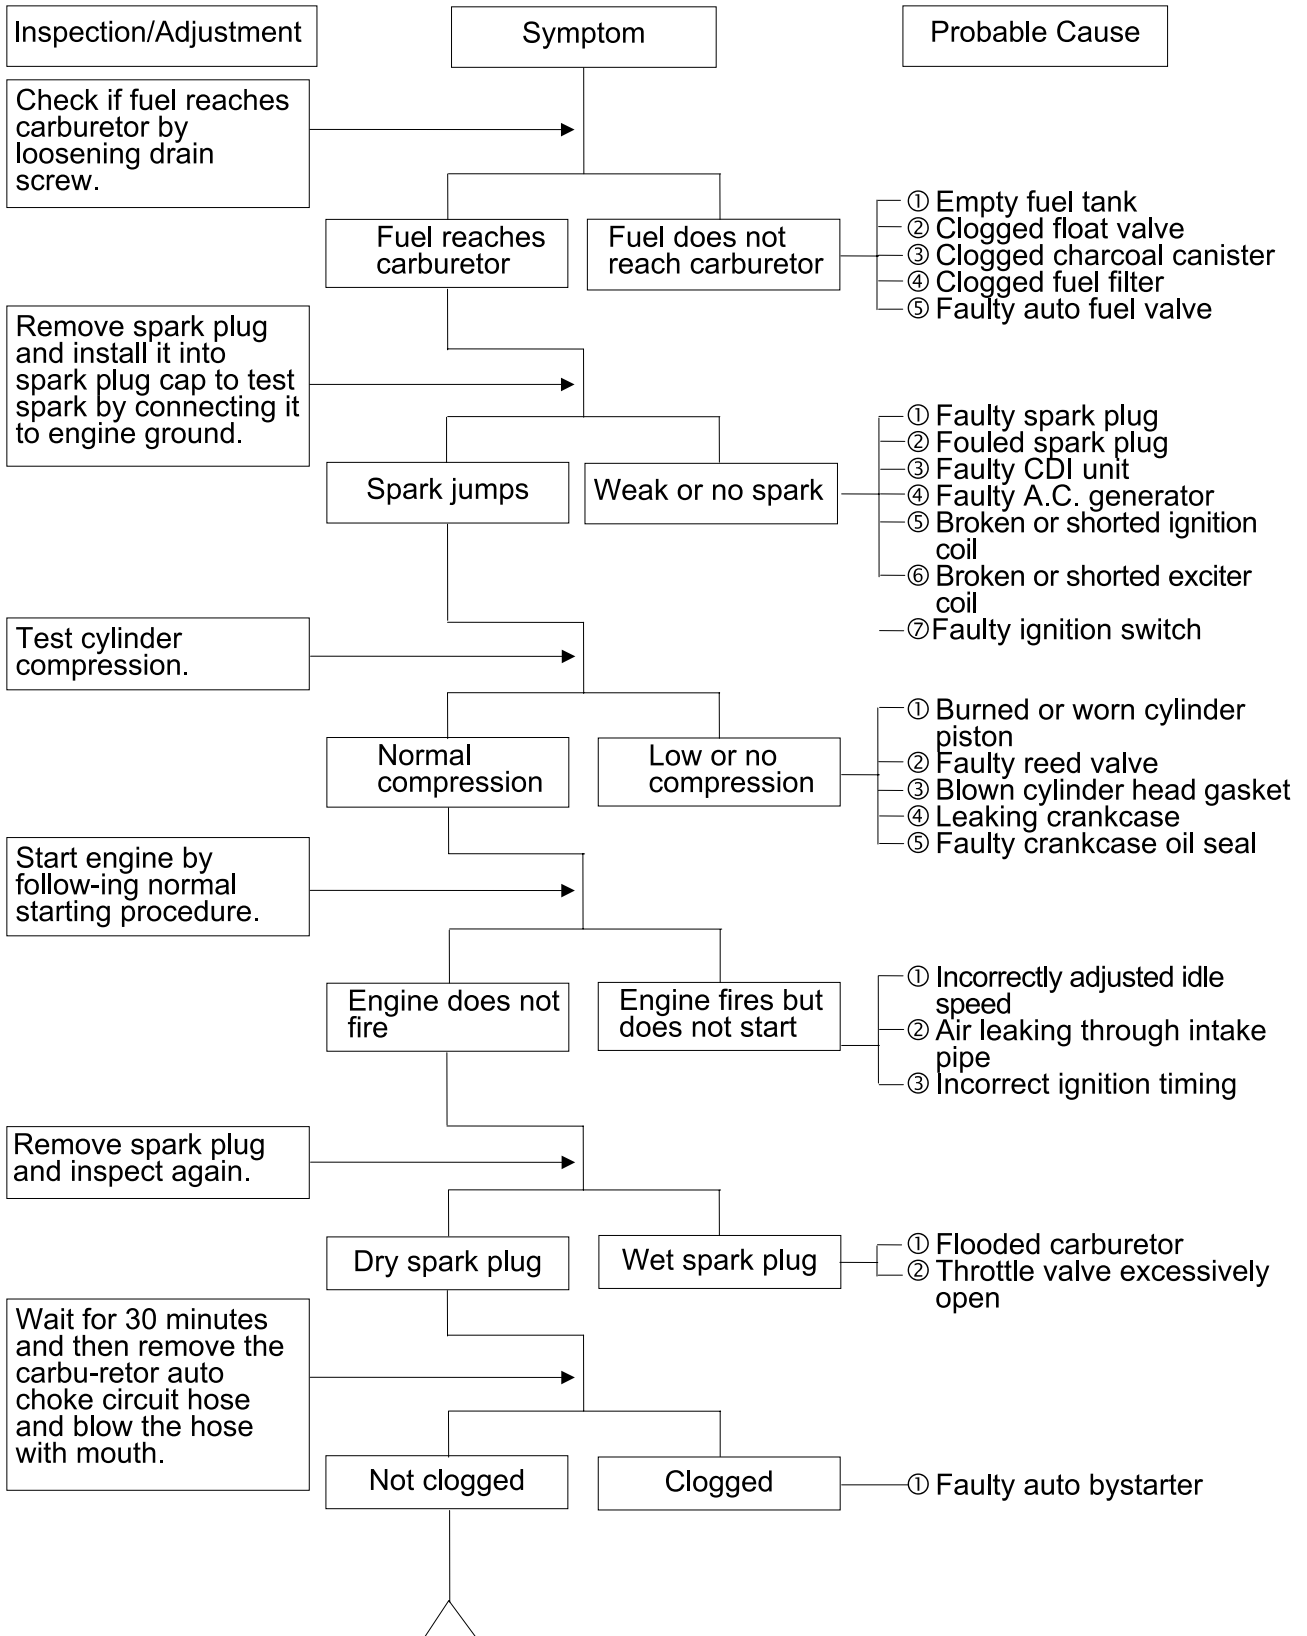 Inspection/Adjustment
Symptom
Probable Cause
Check if fuel reaches
carburetor by
loosening drain
screw.
Fuel reaches
carburetor
Fuel does not
reach carburetor
① Empty fuel tank
② Clogged float valve
③ Clogged charcoal canister
④ Clogged fuel filter
⑤ Faulty auto fuel valve
Remove spark plug
and install it into
spark plug cap to test
spark by connecting it
to engine ground.
Spark jumps
Weak or no spark
① Faulty spark plug
② Fouled spark plug
③ Faulty CDI unit
④ Faulty A.C. generator
⑤ Broken or shorted ignition
coil
⑥ Broken or shorted exciter
coil
⑦Faulty ignition switch
Test cylinder
compression.
Normal
compression
Low or no
compression
① Burned or worn cylinder
piston
② Faulty reed valve
③ Blown cylinder head gasket
④ Leaking crankcase
⑤ Faulty crankcase oil seal
Start engine by
follow-ing normal
starting procedure.
Engine does not
fire
Engine fires but
does not start
① Incorrectly adjusted idle
speed
② Air leaking through intake
pipe
③ Incorrect ignition timing
Remove spark plug
and inspect again.
Dry spark plug
Wet spark plug
① Flooded carburetor
② Throttle valve excessively
open
Wait for 30 minutes
and then remove the
carbu-retor auto
choke circuit hose
and blow the hose
with mouth.
Not clogged
Clogged
① Faulty auto bystarter